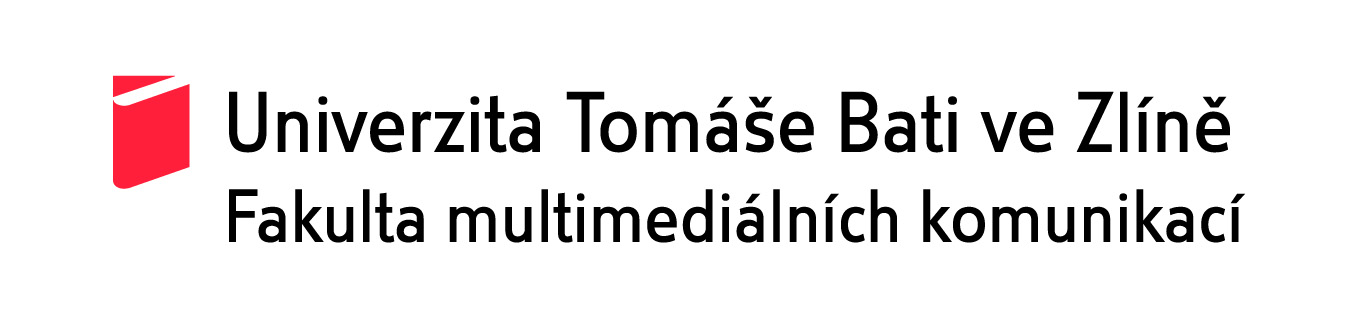 Univerzita Tomáše Bati ve Zlíně
Fakulta multimediálních komunikací